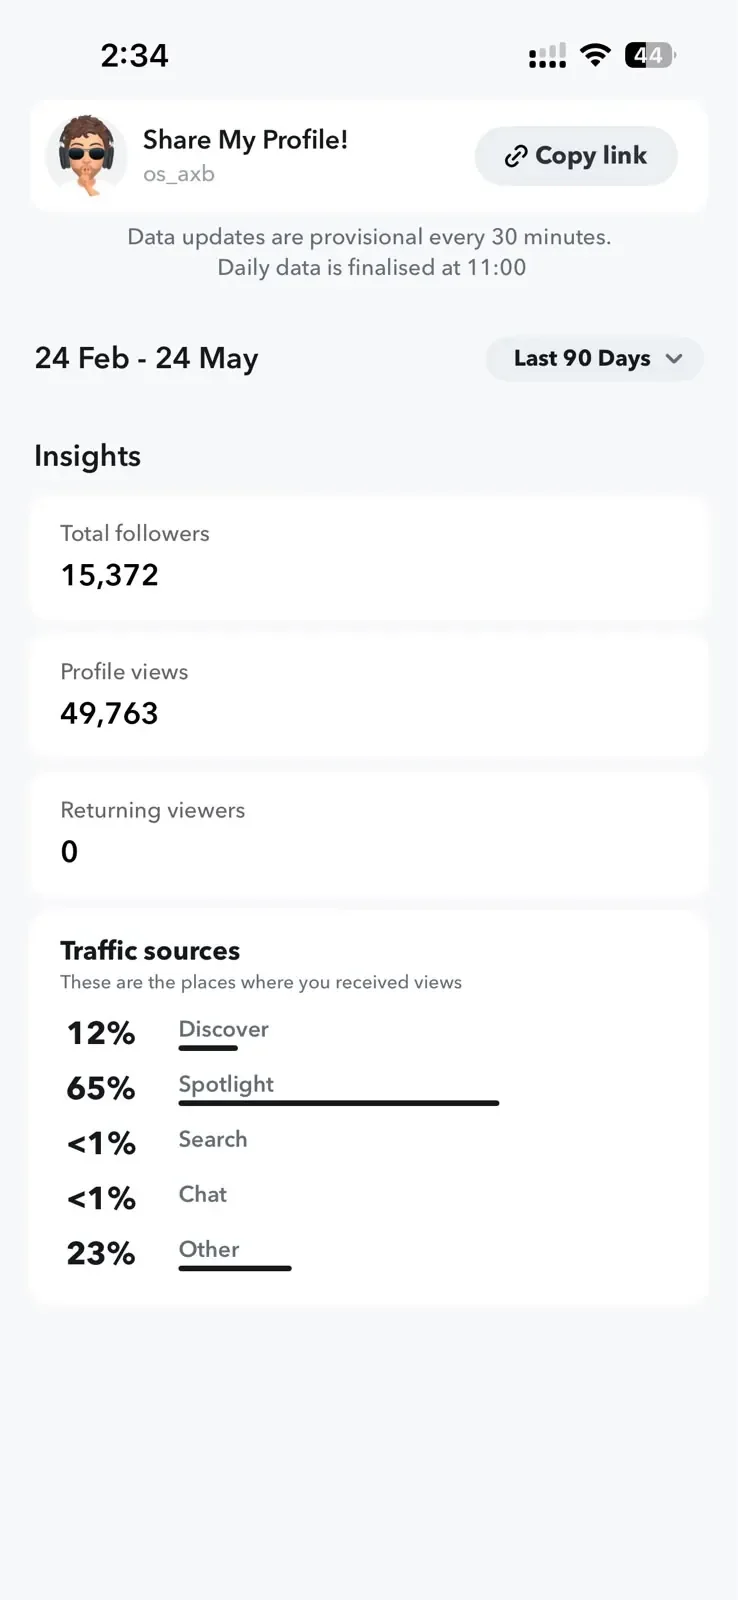 2:34
44
Share My Profile!
os_axb
Copy link
Data updates are provisional every 30 minutes.
Daily data is finalised at 11:00
24 Feb - 24 May
Last 90 Days
Insights
Total followers
15,372
Profile views
49,763
Returning viewers
0
Traffic sources
These are the places where you received views
12% Discover
65% Spotlight
<1% Search
<1% Chat
23% Other